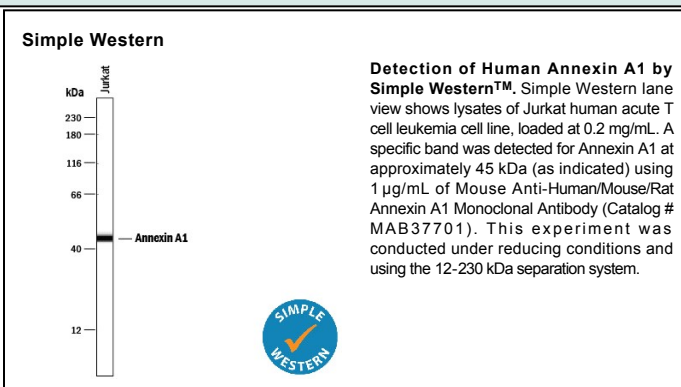 Simple Western
Jurkat
kDa
230
180
116
66
Annexin A1
40
12
SIMPLE
WESTERN
Detection of Human Annexin A1 by
Simple Western™. Simple Western lane
view shows lysates of Jurkat human acute T
cell leukemia cell line, loaded at 0.2 mg/mL. A
specific band was detected for Annexin A1 at
approximately 45 kDa (as indicated) using
1 µg/mL of Mouse Anti-Human/Mouse/Rat
Annexin A1 Monoclonal Antibody (Catalog #
MAB37701). This experiment was
conducted under reducing conditions and
using the 12-230 kDa separation system.